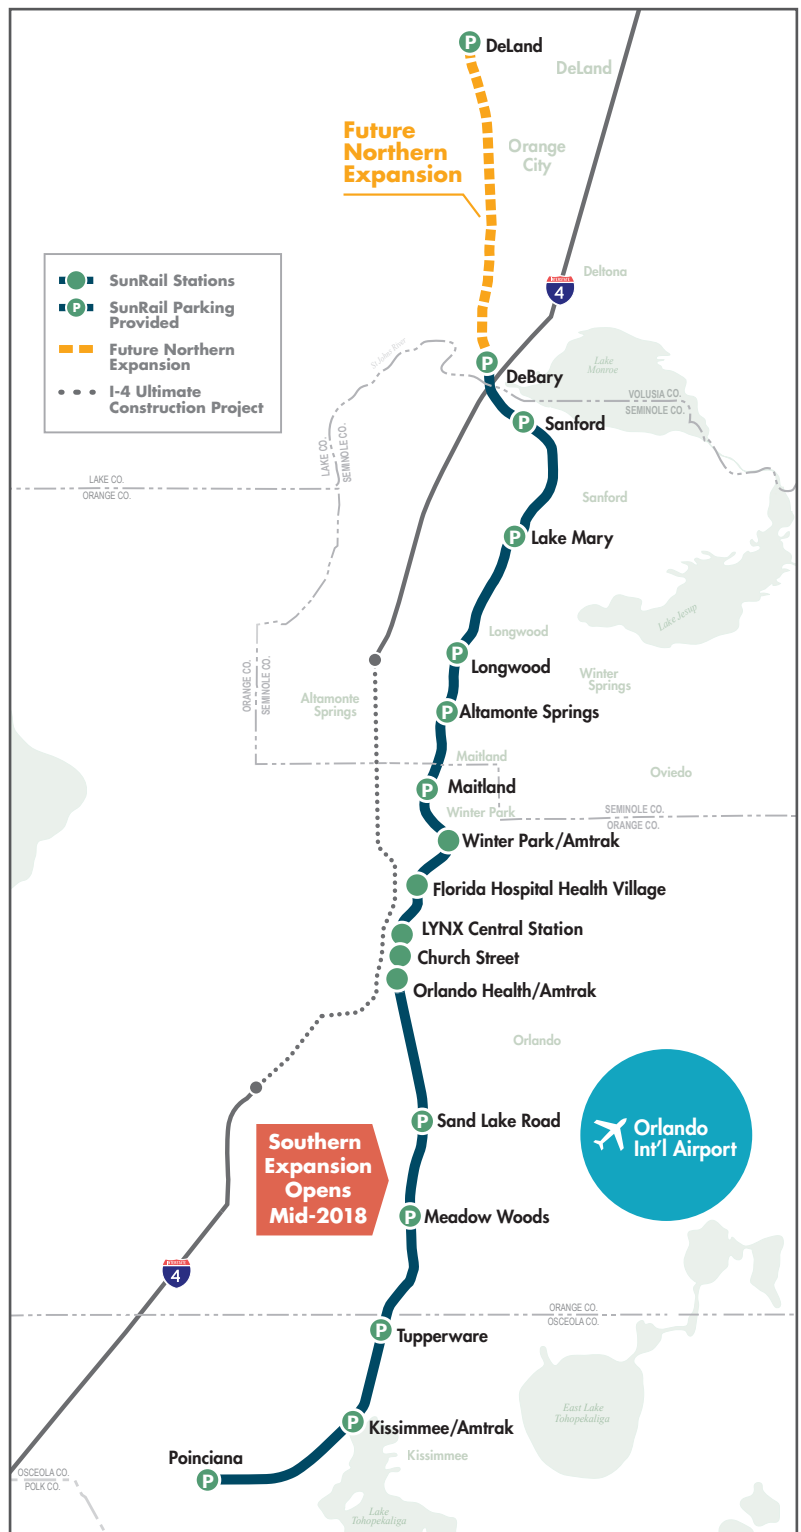 DeLand
DeLand
Future
Northern
Expansion
Orange
City
SunRail Stations
SunRail Parking
Provided
Future Northern
Expansion
I-4 Ultimate
Construction Project
Deltona
4
St Johns River
Lake
Monroe
DeBary
VOLUSIA CO.
SEMINOLE CO.
Sanford
LAKE CO.
SEMINOLE CO.
LAKE CO.
ORANGE CO.
Sanford
Lake Mary
Lake Jesup
Longwood
Longwood
ORANGE CO.
SEMINOLE CO.
Winter
Springs
Altamonte
Springs
Altamonte Springs
Maitland
Oviedo
Maitland
Winter Park
SEMINOLE CO.
ORANGE CO.
Winter Park/Amtrak
Florida Hospital Health Village
LYNX Central Station
Church Street
Orlando Health/Amtrak
Orlando
Sand Lake Road
Orlando
Int'l Airport
Southern
Expansion
Opens
Mid-2018
Meadow Woods
4
ORANGE CO.
OSCEOLA CO.
Tupperware
East Lake
Tohopekaliga
Kissimmee/Amtrak
Kissimmee
Poinciana
OSCEOLA CO.
POLK CO.
Lake
Tohopekaliga